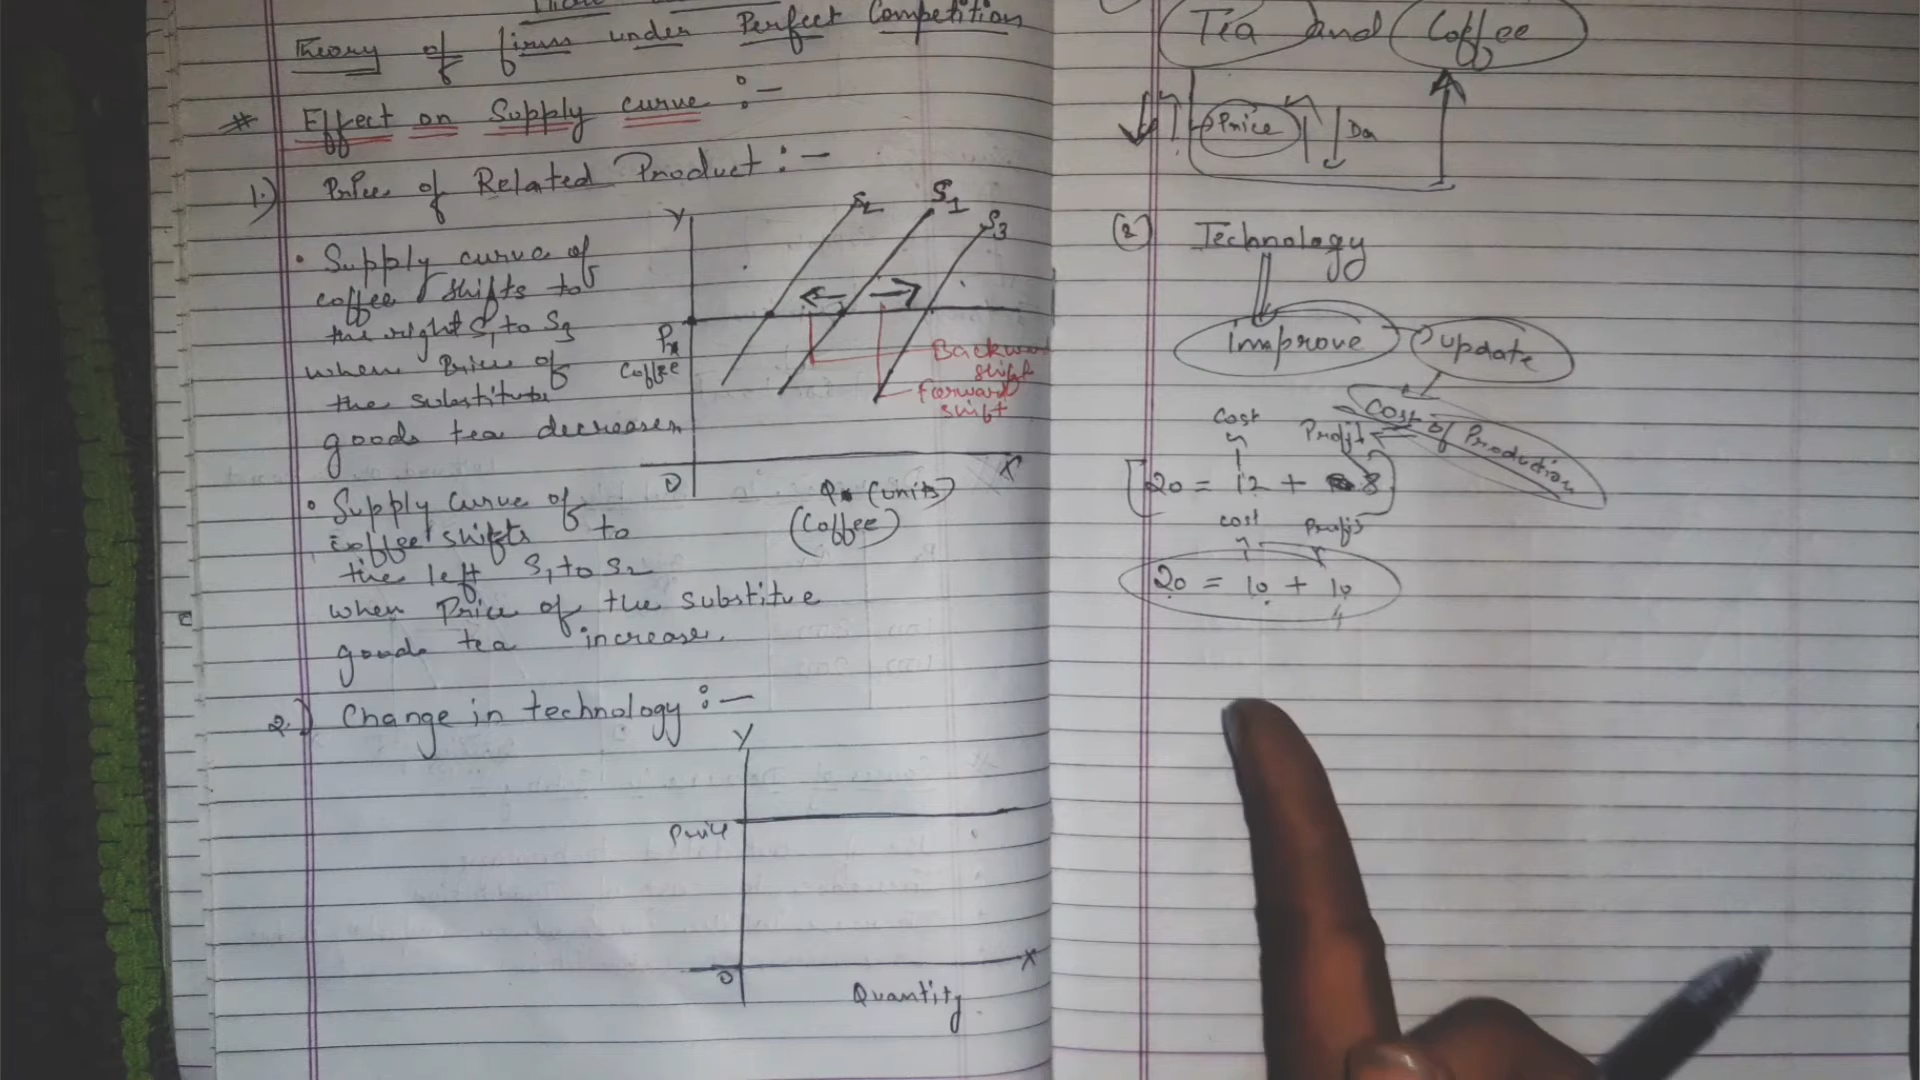 Theory of firms under Perfect Competition
# Effect on Supply curve :-
1.) Price of Related Product :-
• Supply curve of
coffee shifts to
the right S1 to S3
when Price of
the substitute
goods tea decreases
Y
S2
S1
S3
Px
Coffee
Backwa
shift
Forward
shift
O
X
Qx (units)
(Coffee)
• Supply Curve of
coffee shifts to
the left S1 to S2
when Price of the substitue
goods tea increase.
2.) Change in technology :-
Y
Price
O
X
Quantity
Tea and Coffee
Price
(2) Technology
improve update
Cost of Production
Cost Profit
20 = 12 + 8
cost Profit
20 = 10 + 10